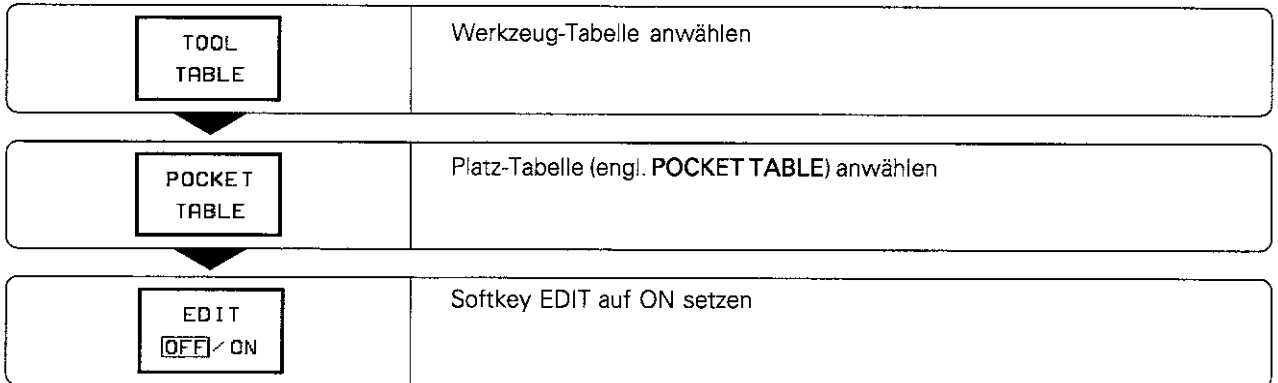 TOOL
TABLE
Werkzeug-Tabelle anwählen
POCKET
TABLE
Platz-Tabelle (engl. POCKET TABLE) anwählen
EDIT
OFF / ON
Softkey EDIT auf ON setzen